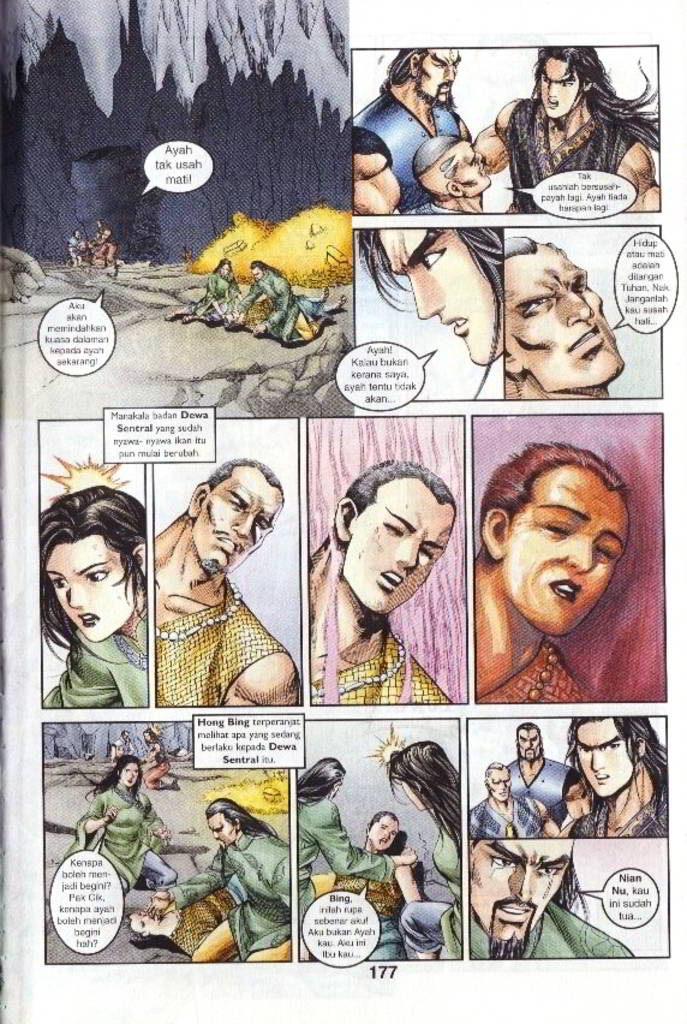 Ayah
tak usah
mati!
Aku
akan
memindahkan
kuasa dalaman
kepada ayah
sekarang!
Tak
usahlah bersusah-
payah lagi. Ayah tiada
harapan lagi.
Ayah!
Kalau bukan
kerana saya,
ayah tentu tidak
akan...
Hidup
atau mati
adalah
ditangan
Tuhan, Nak.
Janganlah
kau susah
hati...
Manakala badan Dewa
Sentral yang sudah
nyawa- nyawa ikan itu
pun mulai berubah.
Hong Bing terperanjat
melihat apa yang sedang
berlaku kepada Dewa
Sentral itu.
Kenapa
boleh men-
jadi begini?
Pak Cik,
kenapa ayah
boleh menjadi
begini
hah?
Bing,
inilah rupa
sebenar aku!
Aku bukan Ayah
kau. Aku ini
Ibu kau...
Nian
Nu, kau
ini sudah
tua...
177